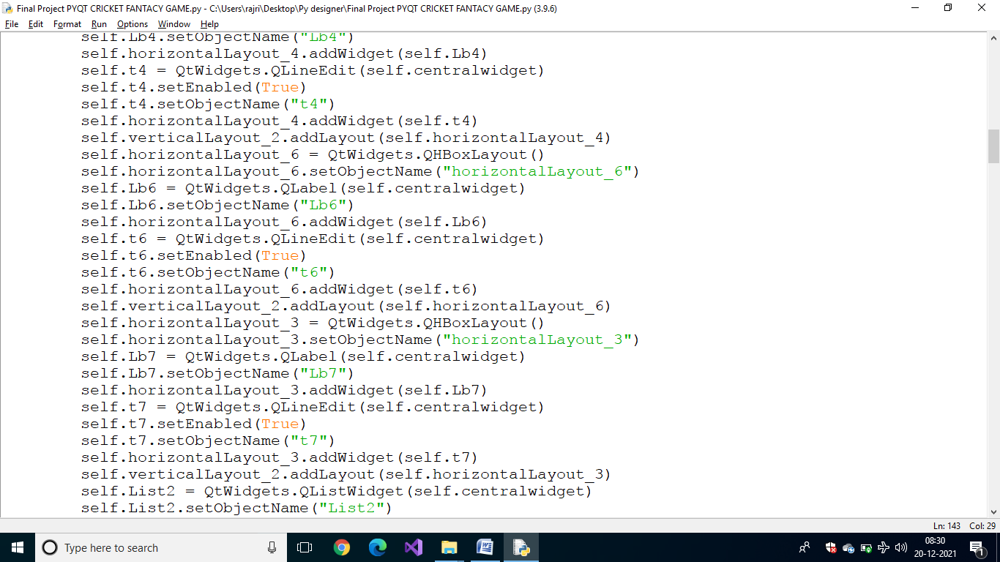 Final Project PYQT CRICKET FANTACY GAME.py - C:\Users\rajri\Desktop\Py designer\Final Project PYQT CRICKET FANTACY GAME.py (3.9.6)
File Edit Format Run Options Window Help
self.Lb4.setObjectName("Lb4")
self.horizontalLayout_4.addWidget(self.Lb4)
self.t4 = QtWidgets.QLineEdit(self.centralwidget)
self.t4.setEnabled(True)
self.t4.setObjectName("t4")
self.horizontalLayout_4.addWidget(self.t4)
self.verticalLayout_2.addLayout(self.horizontalLayout_4)
self.horizontalLayout_6 = QtWidgets.QHBoxLayout()
self.horizontalLayout_6.setObjectName("horizontalLayout_6")
self.Lb6 = QtWidgets.QLabel(self.centralwidget)
self.Lb6.setObjectName("Lb6")
self.horizontalLayout_6.addWidget(self.Lb6)
self.t6 = QtWidgets.QLineEdit(self.centralwidget)
self.t6.setEnabled(True)
self.t6.setObjectName("t6")
self.horizontalLayout_6.addWidget(self.t6)
self.verticalLayout_2.addLayout(self.horizontalLayout_6)
self.horizontalLayout_3 = QtWidgets.QHBoxLayout()
self.horizontalLayout_3.setObjectName("horizontalLayout_3")
self.Lb7 = QtWidgets.QLabel(self.centralwidget)
self.Lb7.setObjectName("Lb7")
self.horizontalLayout_3.addWidget(self.Lb7)
self.t7 = QtWidgets.QLineEdit(self.centralwidget)
self.t7.setEnabled(True)
self.t7.setObjectName("t7")
self.horizontalLayout_3.addWidget(self.t7)
self.verticalLayout_2.addLayout(self.horizontalLayout_3)
self.List2 = QtWidgets.QListWidget(self.centralwidget)
self.List2.setObjectName("List2")
Ln: 143 Col: 29
Type here to search
08:30
20-12-2021
1